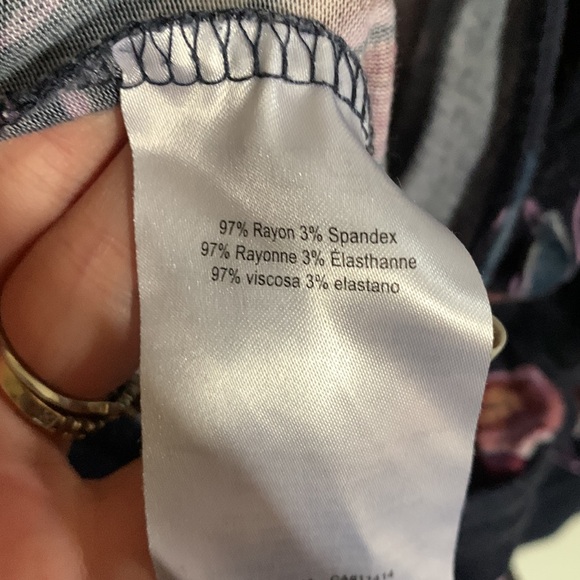 97% Rayon 3% Spandex
97% Rayonne 3% Élasthanne
97% viscosa 3% elastano